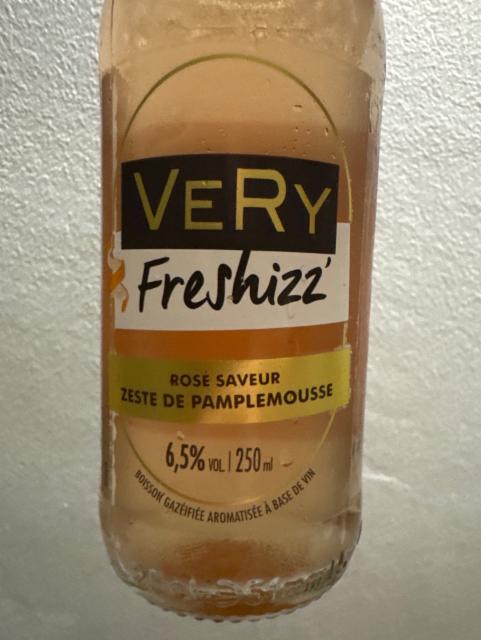 VERY
Freshizz'
ROSÉ SAVEUR
ZESTE DE PAMPLEMOUSSE
6,5% VOL | 250 ml
BOISSON GAZÉIFIÉE AROMATISÉE À BASE DE VIN